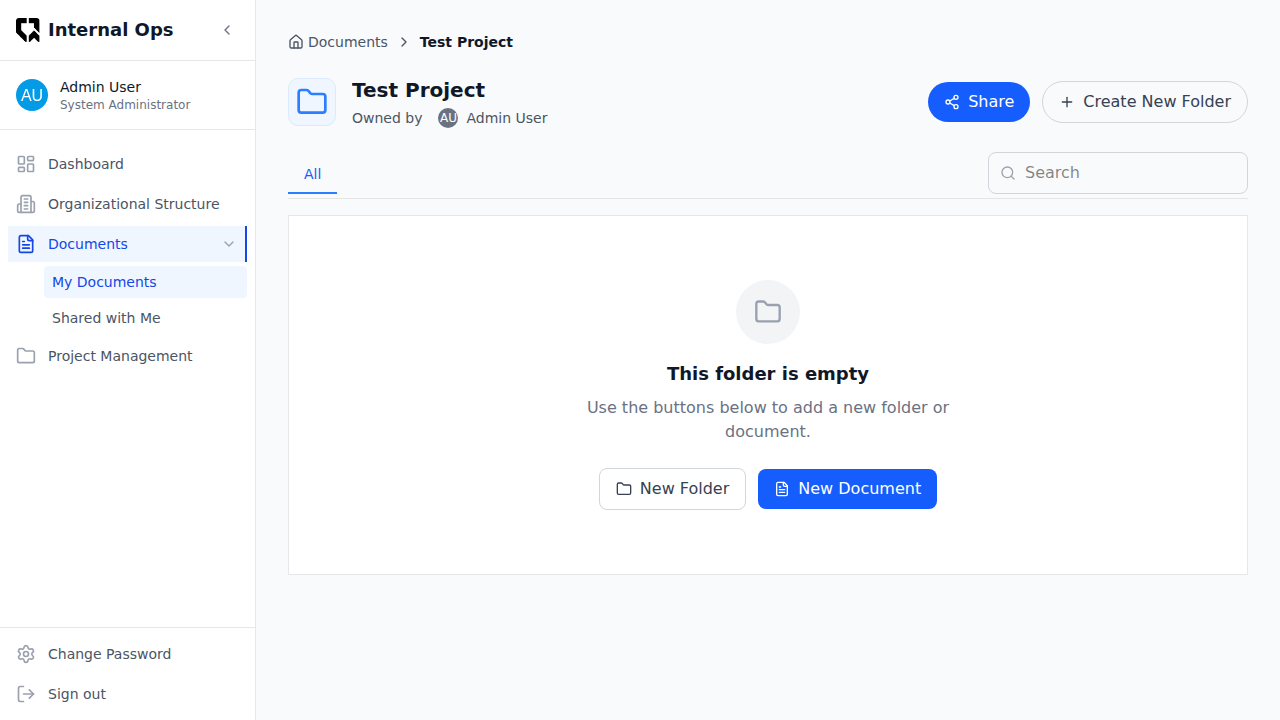 Internal Ops
AU
Admin User
System Administrator
Dashboard
Organizational Structure
Documents
My Documents
Shared with Me
Project Management
Change Password
Sign out
Documents
Test Project
Test Project
Owned by AU Admin User
Share
Create New Folder
All
Search
This folder is empty
Use the buttons below to add a new folder or
document.
New Folder
New Document